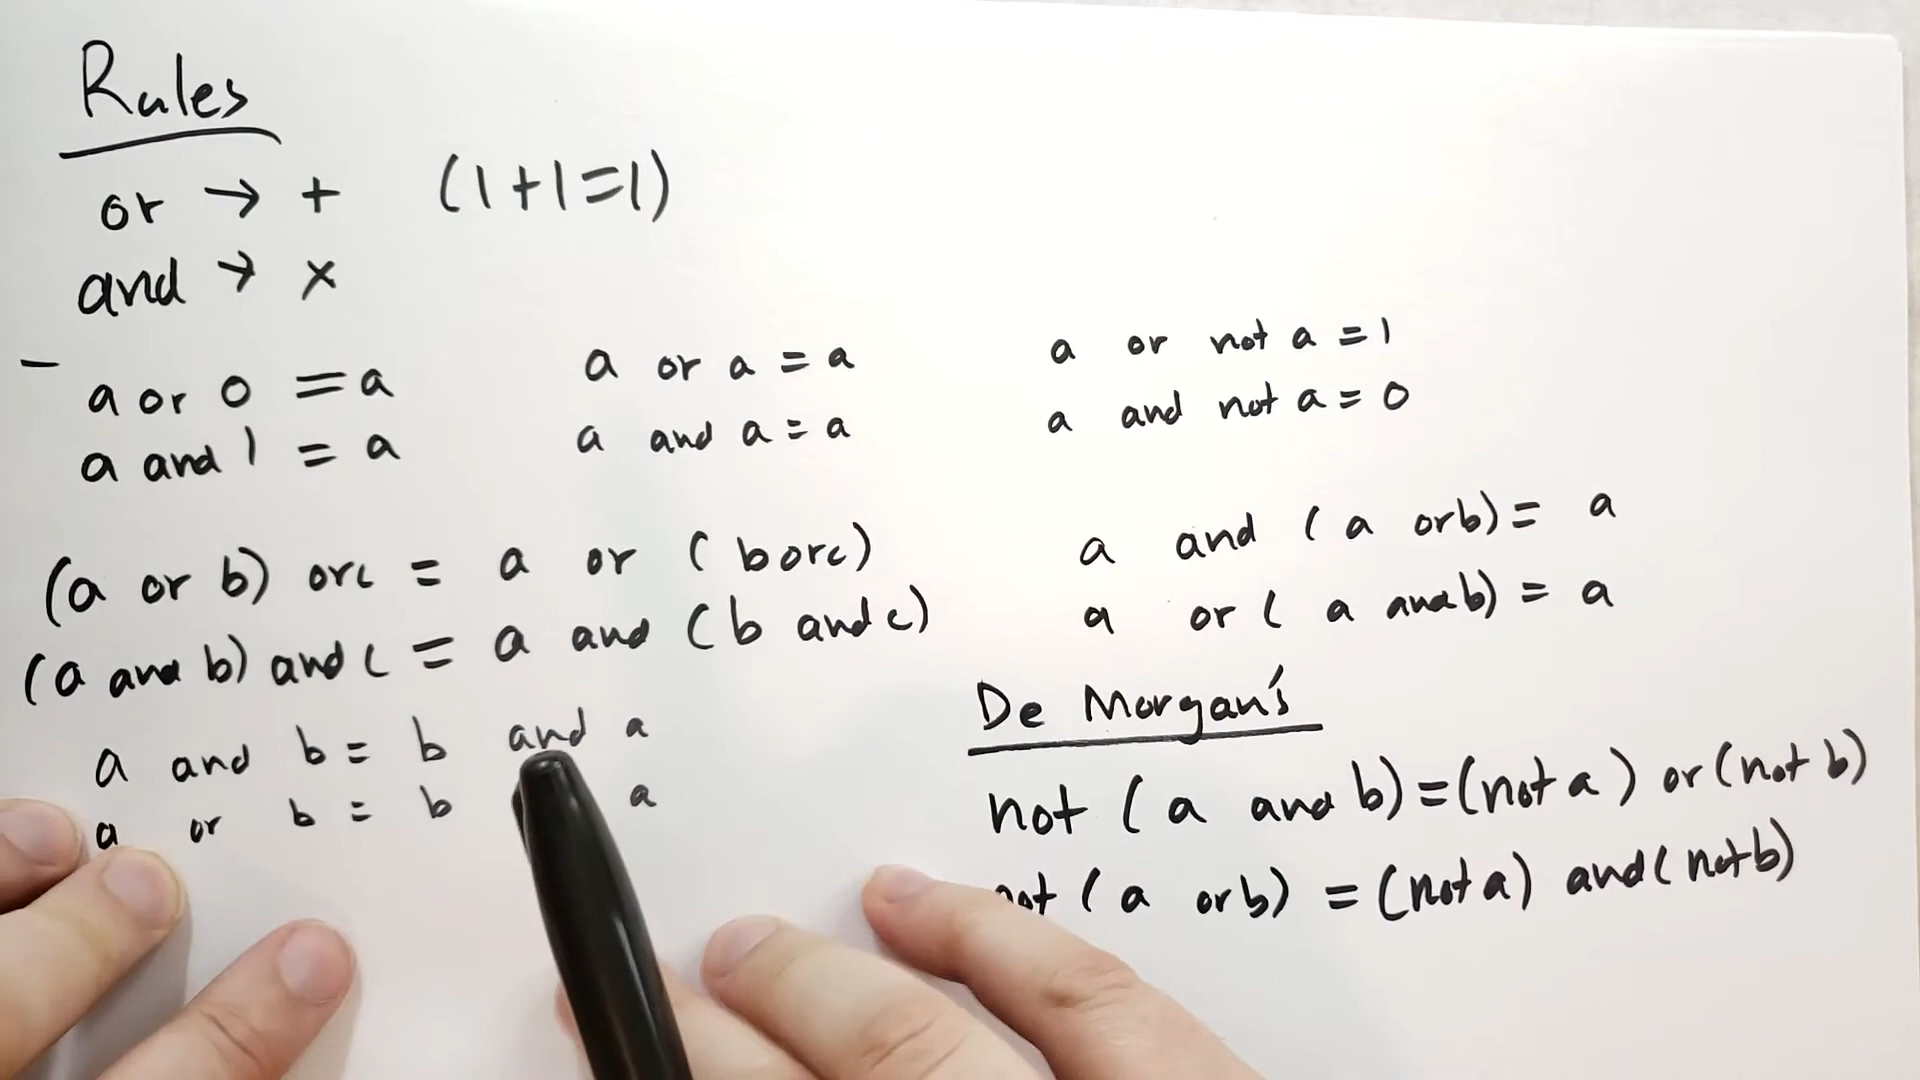 Rules
or → + (1+1=1)
and → ×
a or 0 = a
a and 1 = a
a or a = a
a and a = a
a or not a = 1
a and not a = 0
(a or b) or c = a or (b or c)
(a and b) and c = a and (b and c)
a and b = b and a
a or b = b a
a and (a or b) = a
a or (a and b) = a
De Morgan's
not (a and b) = (not a) or (not b)
not (a or b) = (not a) and (not b)